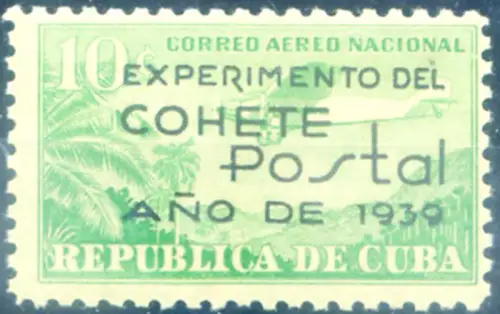 10¢ CORREO AEREO NACIONAL
EXPERIMENTO DEL
COHETE
Postal
AÑO DE 1939
REPUBLICA DE CUBA